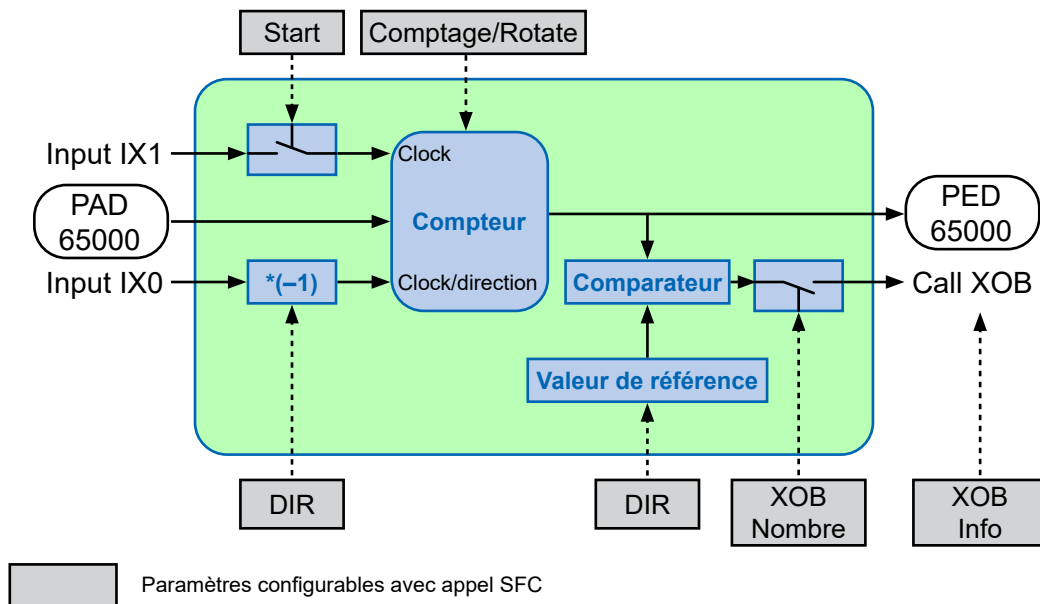 Start
Comptage/Rotate
Input IX1
Clock
PAD
65000
Compteur
PED
65000
Input IX0
*(–1)
Clock/direction
Comparateur
Call XOB
Valeur de référence
DIR
DIR
XOB
Nombre
XOB
Info
Paramètres configurables avec appel SFC